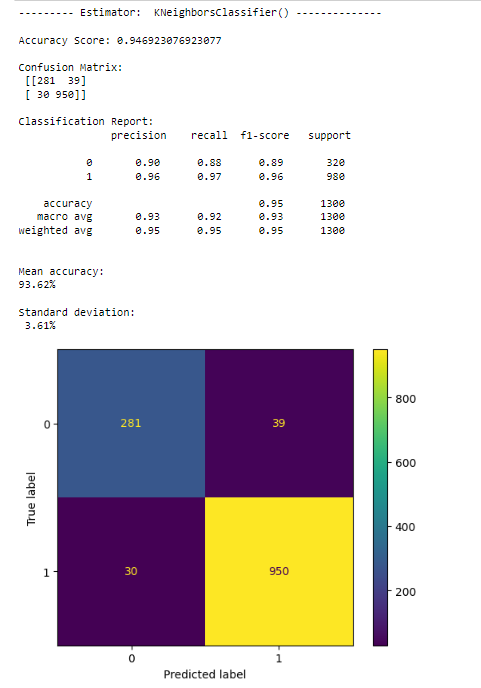 --------- Estimator:  KNeighborsClassifier() --------------
Accuracy Score: 0.946923076923077
Confusion Matrix:
[[281  39]
[ 30 950]]
Classification Report:
precision    recall  f1-score   support
0       0.90      0.88      0.89       320
1       0.96      0.97      0.96       980
accuracy                           0.95      1300
macro avg       0.93      0.92      0.93      1300
weighted avg       0.95      0.95      0.95      1300
Mean accuracy:
93.62%
Standard deviation:
3.61%
281
39
30
950
0
1
True label
0
1
Predicted label
800
600
400
200